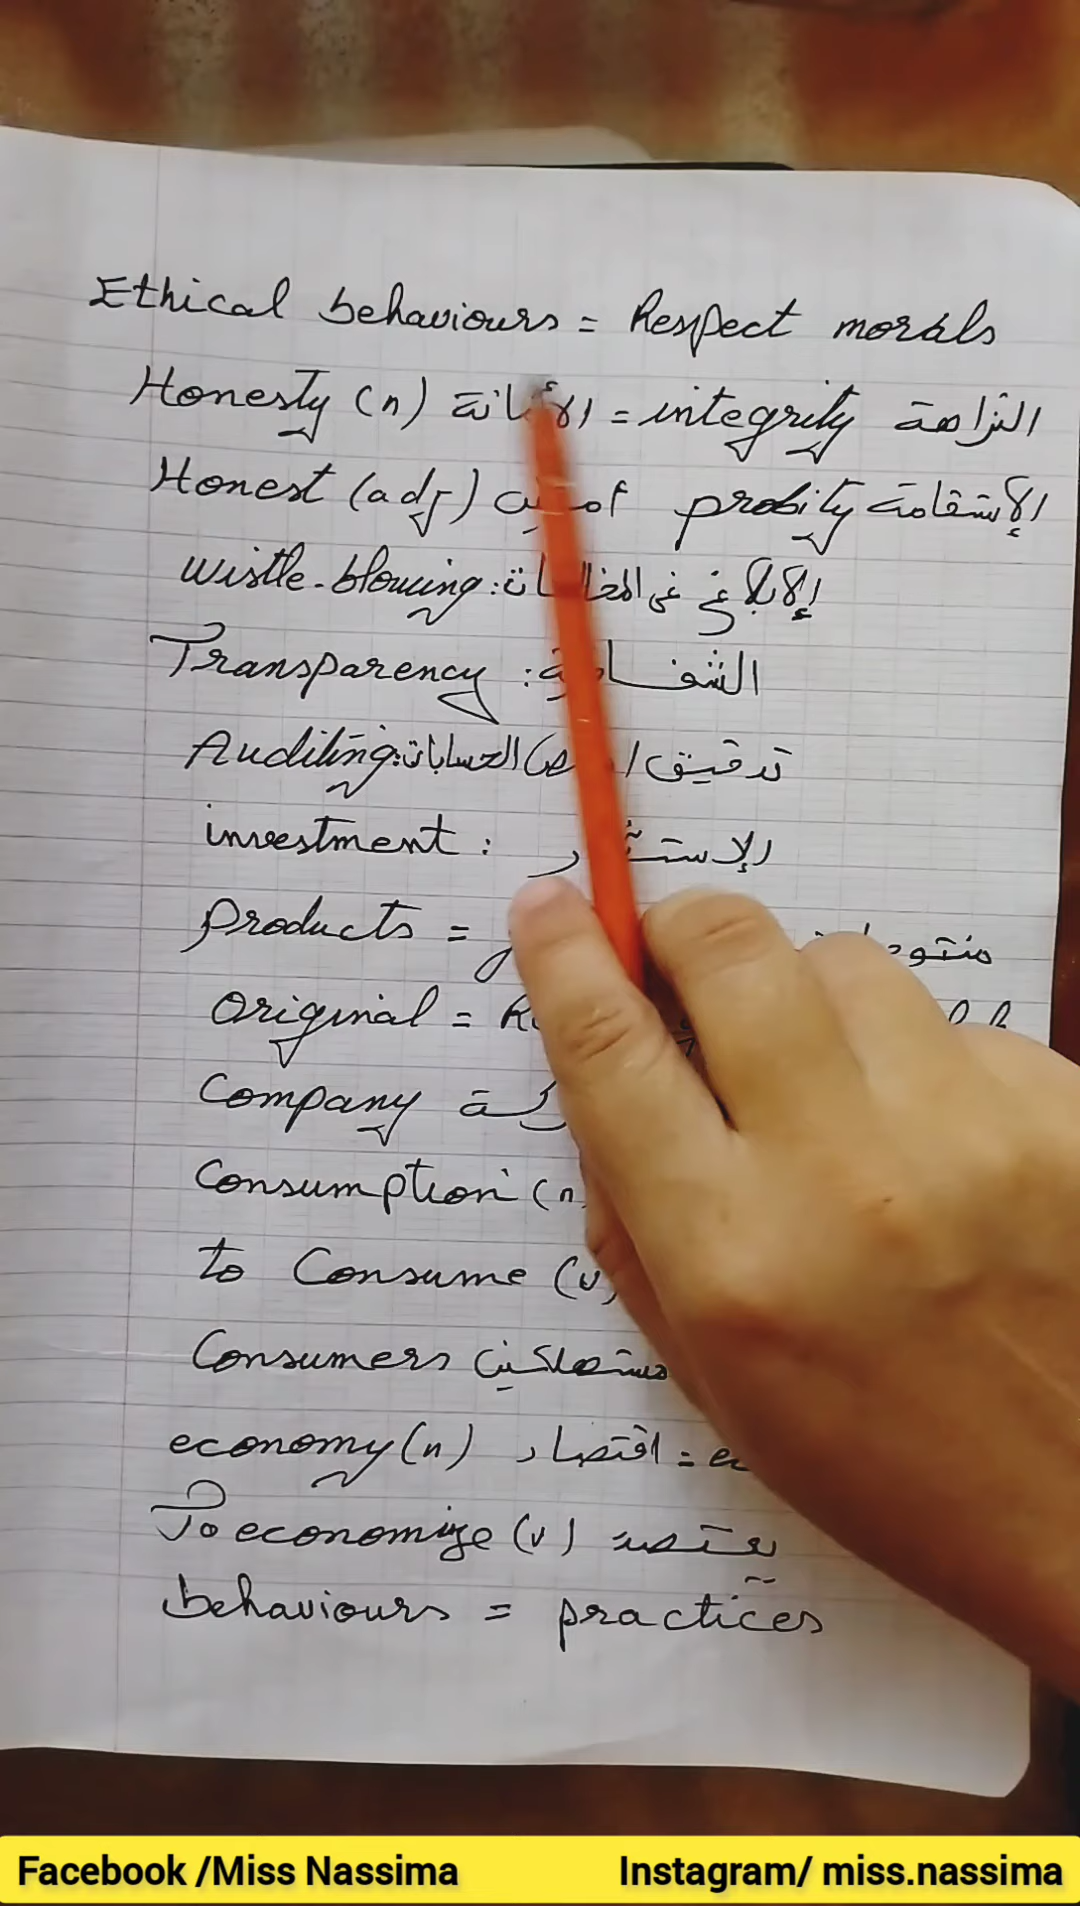 Ethical behaviours = Respect morals
Honesty (n) الأمانة = integrity النزاهة
Honest (adj) أمين probity الإستقامة
wistle-blowing: الإبلاغ عن المخالفات
Transparency: الشفافية
Auditing: تدقيق / الحسابات
investment: الإستثمار
products = منتوجات
Original =
Company شركة
Consumption (n
to Consume (v)
Consumers مستهلكين
economy (n) اقتصاد =
To economize (v) يقتصد
behaviours = practices
Facebook /Miss Nassima Instagram/ miss.nassima